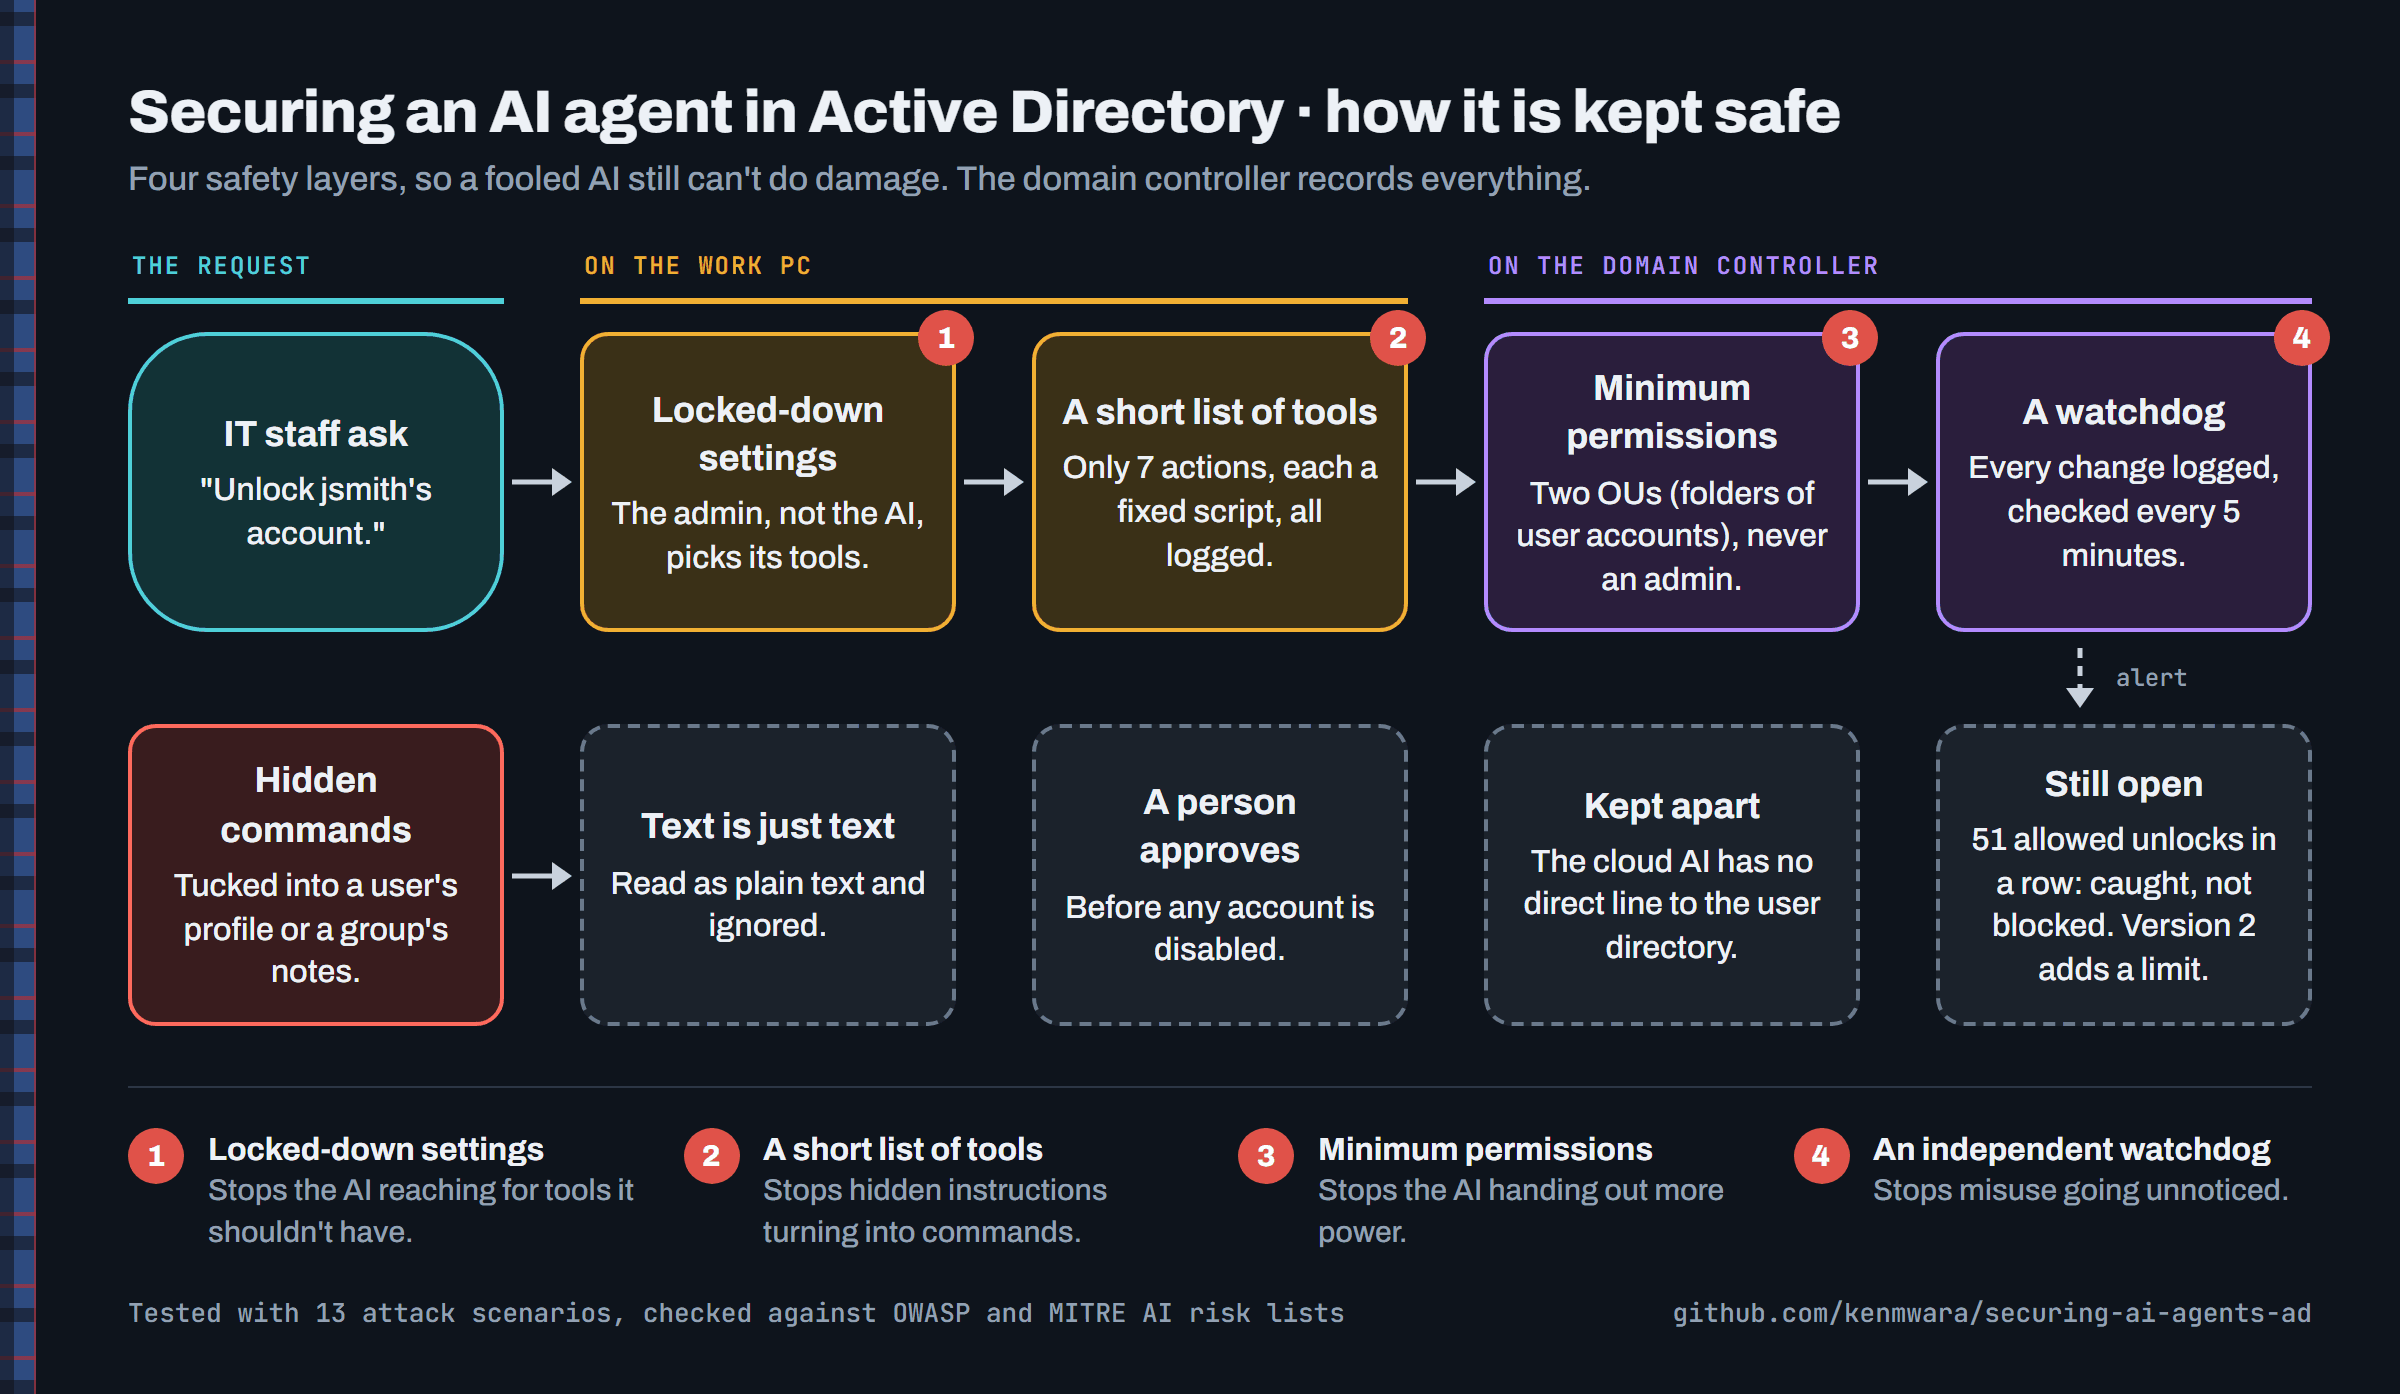 Securing an AI agent in Active Directory · how it is kept safe
Four safety layers, so a fooled AI still can't do damage. The domain controller records everything.
THE REQUEST
ON THE WORK PC
ON THE DOMAIN CONTROLLER
IT staff ask
"Unlock jsmith's
account."
1
Locked-down
settings
The admin, not the AI,
picks its tools.
2
A short list of tools
Only 7 actions, each a
fixed script, all
logged.
3
Minimum
permissions
Two OUs (folders of
user accounts), never
an admin.
4
A watchdog
Every change logged,
checked every 5
minutes.
alert
Hidden
commands
Tucked into a user's
profile or a group's
notes.
Text is just text
Read as plain text and
ignored.
A person
approves
Before any account is
disabled.
Kept apart
The cloud AI has no
direct line to the user
directory.
Still open
51 allowed unlocks in
a row: caught, not
blocked. Version 2
adds a limit.
1
Locked-down settings
Stops the AI reaching for tools it
shouldn't have.
2
A short list of tools
Stops hidden instructions
turning into commands.
3
Minimum permissions
Stops the AI handing out more
power.
4
An independent watchdog
Stops misuse going unnoticed.
Tested with 13 attack scenarios, checked against OWASP and MITRE AI risk lists
github.com/kenmwara/securing-ai-agents-ad